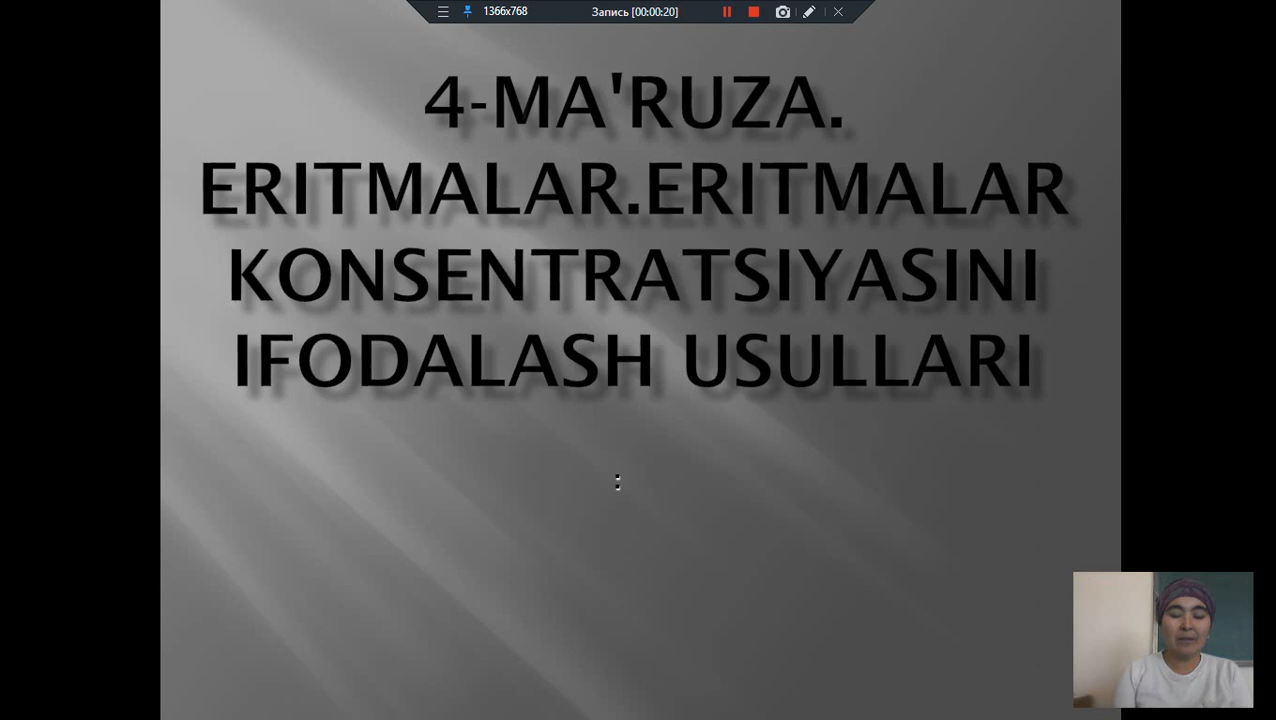 1366x768 Запись [00:00:20]
4-MA'RUZA.
ERITMALAR.ERITMALAR
KONSENTRATSIYASINI
IFODALASH USULLARI
: